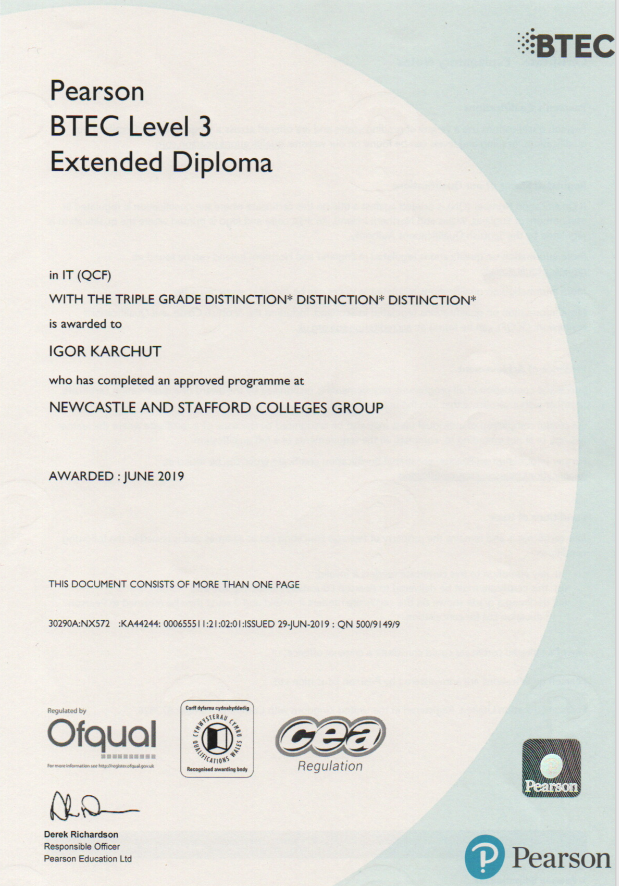 BTEC
Pearson
BTEC Level 3
Extended Diploma
in IT (QCF)
WITH THE TRIPLE GRADE DISTINCTION* DISTINCTION* DISTINCTION*
is awarded to
IGOR KARCHUT
who has completed an approved programme at
NEWCASTLE AND STAFFORD COLLEGES GROUP
AWARDED : JUNE 2019
THIS DOCUMENT CONSISTS OF MORE THAN ONE PAGE
30290A:NX572 :KA44244: 000655511:21:02:01:ISSUED 29-JUN-2019 : QN 500/9149/9
Regulated by
Ofqual
For more information see http://register.ofqual.gov.uk
Corff dyfarnu cydnabyddedig
CYMWYSTERAU CYMRU
QUALIFICATIONS WALES
Recognised awarding body
cea
Regulation
Pearson
Derek Richardson
Responsible Officer
Pearson Education Ltd
Pearson